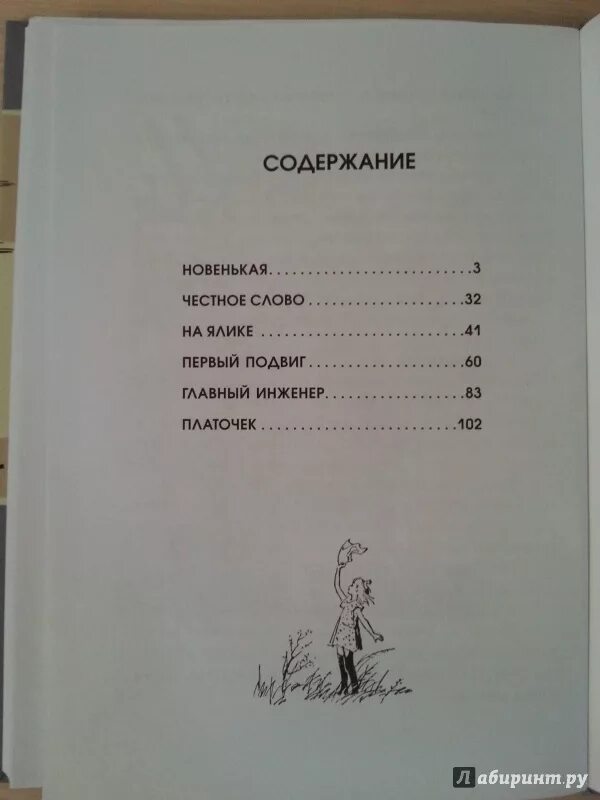 СОДЕРЖАНИЕ
НОВЕНЬКАЯ..........................3
ЧЕСТНОЕ СЛОВО....................32
НА ЯЛИКЕ..........................41
ПЕРВЫЙ ПОДВИГ....................60
ГЛАВНЫЙ ИНЖЕНЕР..................83
ПЛАТОЧЕК.........................102
Лабиринт.ру